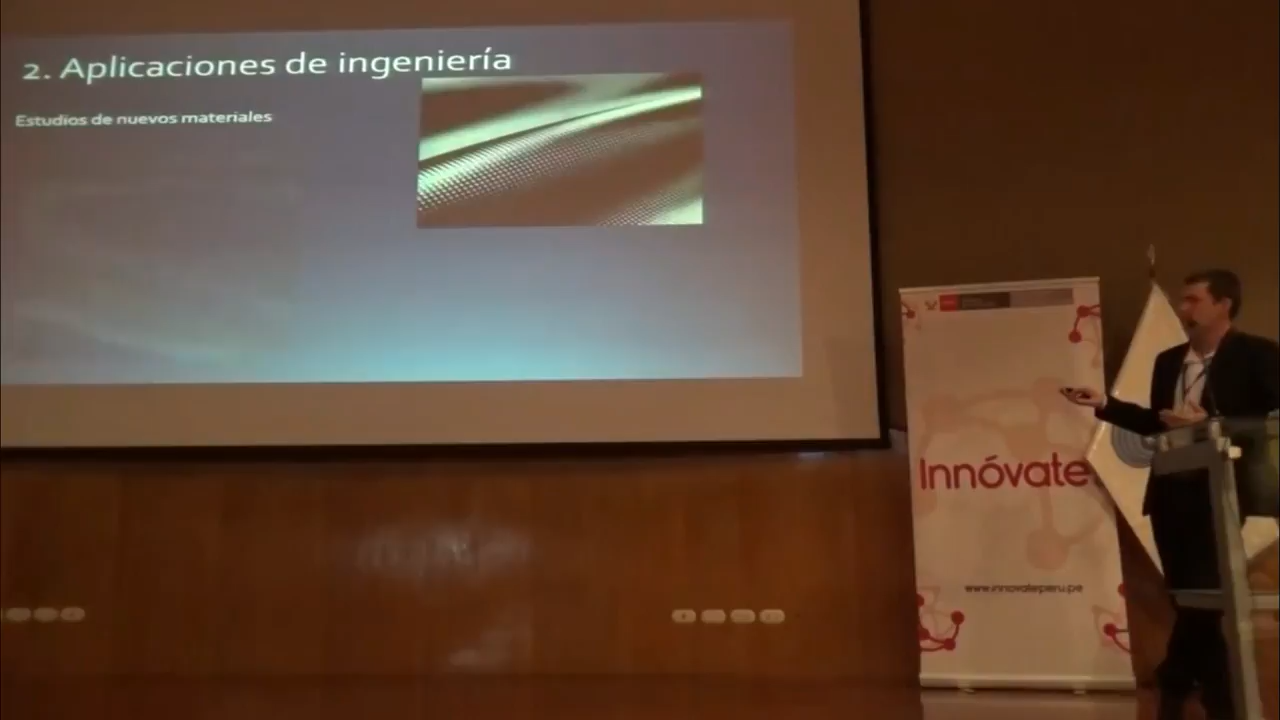 2. Aplicaciones de ingeniería
Estudios de nuevos materiales
Innóvate
www.innovateperu.pe